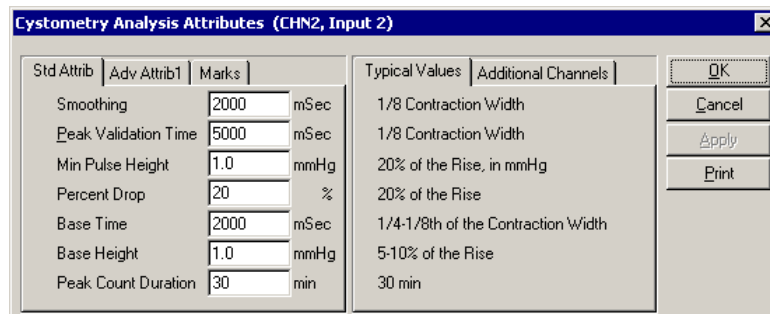 Cystometry Analysis Attributes (CHN2, Input 2)
Std Attrib Adv Attrib1 Marks Typical Values Additional Channels OK
Smoothing 2000 mSec 1/8 Contraction Width Cancel
Peak Validation Time 5000 mSec 1/8 Contraction Width Apply
Min Pulse Height 1.0 mmHg 20% of the Rise, in mmHg Print
Percent Drop 20 % 20% of the Rise
Base Time 2000 mSec 1/4-1/8th of the Contraction Width
Base Height 1.0 mmHg 5-10% of the Rise
Peak Count Duration 30 min 30 min